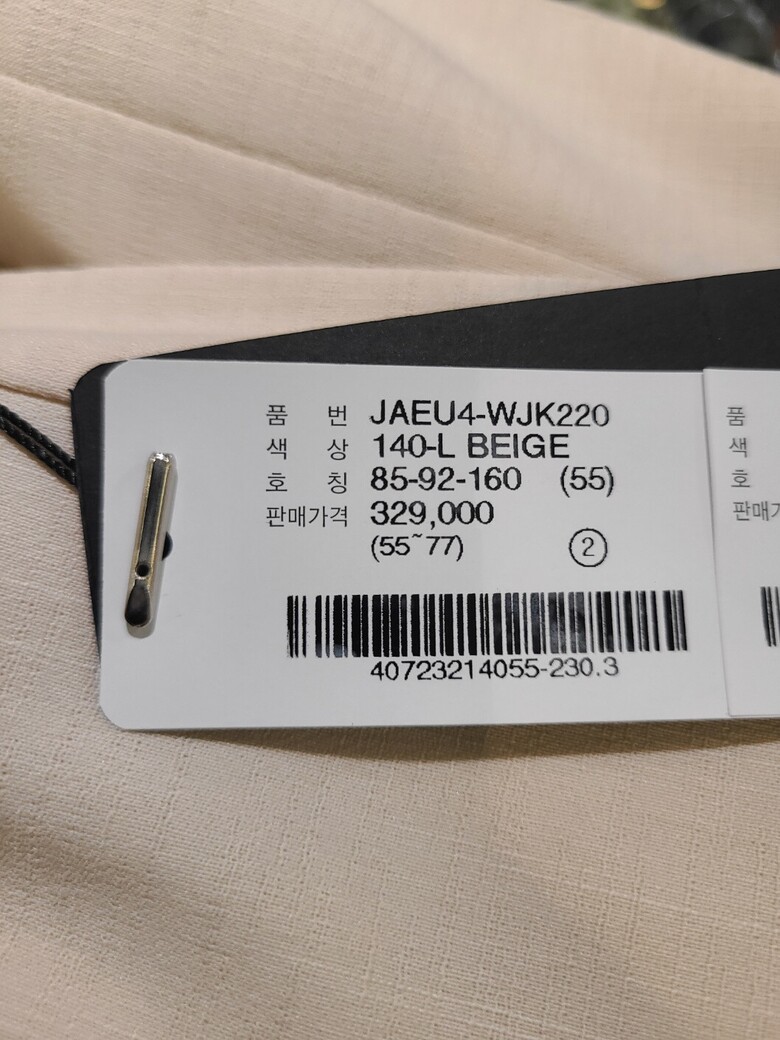 품 번 JAEU4-WJK220
색 상 140-L BEIGE
호 칭 85-92-160 (55)
판매가격 329,000
(55~77) ②
40723214055-230.3
품
색
호
판매